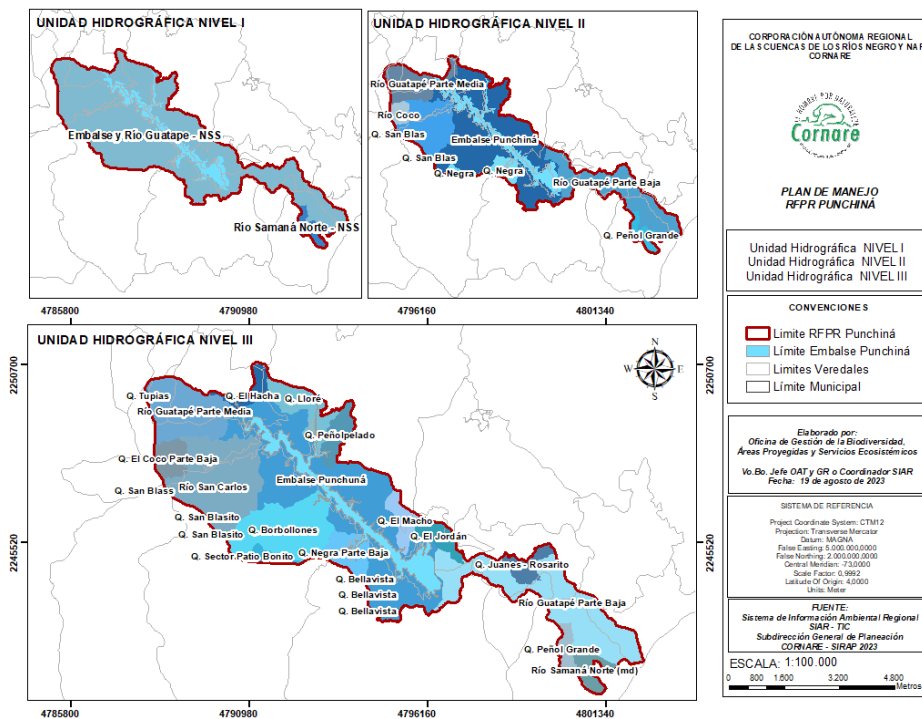 UNIDAD HIDROGRÁFICA NIVEL I
Embalse y Río Guatape - NSS
Río Samaná Norte - NSS
UNIDAD HIDROGRÁFICA NIVEL II
Río Guatapé Parte Media
Río Coco
Q. San Blas
Embalse Punchiná
Q. San Blas
Q. Negra
Q. Negra
Río Guatapé Parte Baja
Q. Peñol Grande
4785800
4790980
4796160
4801340
UNIDAD HIDROGRÁFICA NIVEL III
N
W
E
S
2250700
2250700
Q. Tupias
Q. El Hacha
Q. Lloré
Río Guatapé Parte Media
Q. Peñolpelado
Q. El Coco Parte Baja
Embalse Punchuná
Q. San Blass
Río San Carlos
Q. San Blasito
Q. El Macho
Q. San Blasito
Q. Borbollones
Q. El Jordán
2245520
2245520
Q. Sector Patio Bonito
Q. Negra Parte Baja
Q. Juanes - Rosarito
Q. Bellavista
Q. Bellavista
Q. Bellavista
Río Guatapé Parte Baja
Q. Peñol Grande
Río Samaná Norte (md)
4785800
4790980
4796160
4801340
CORPORACIÓN AUTÓNOMA REGIONAL
DE LAS CUENCAS DE LOS RÍOS NEGRO Y NAR
CORNARE
Cornare
PLAN DE MANEJO
RFPR PUNCHINÁ
Unidad Hidrográfica NIVEL I
Unidad Hidrográfica NIVEL II
Unidad Hidrográfica NIVEL III
CONVENCIONES
Limite RFPR Punchiná
Límite Embalse Punchiná
Limites Veredales
Límite Municipal
Elaborado por:
Oficina de Gestión de la Biodiversidad,
Áreas Proyegidas y Servicios Ecosistémicos
Vo.Bo. Jefe OAT y GR o Coordinador SIAR
Fecha: 19 de agosto de 2023
SISTEMA DE REFERENCIA
Project Coordinate System: CTM12
Projection: Transverse Mercator
Datum: MAGNA
False Easting: 5.000.000,0000
False Northing: 2.000.000,0000
Central Meridian: -73,0000
Scale Factor: 0,9992
Latitude Of Origin: 4,0000
Units: Meter
FUENTE:
Sistema de Información Ambiental Regional
SIAR - TIC
Subdirección General de Planeación
CORNARE - SIRAP 2023
ESCALA: 1:100.000
0 800 1.600 3.200 4.800
Metros